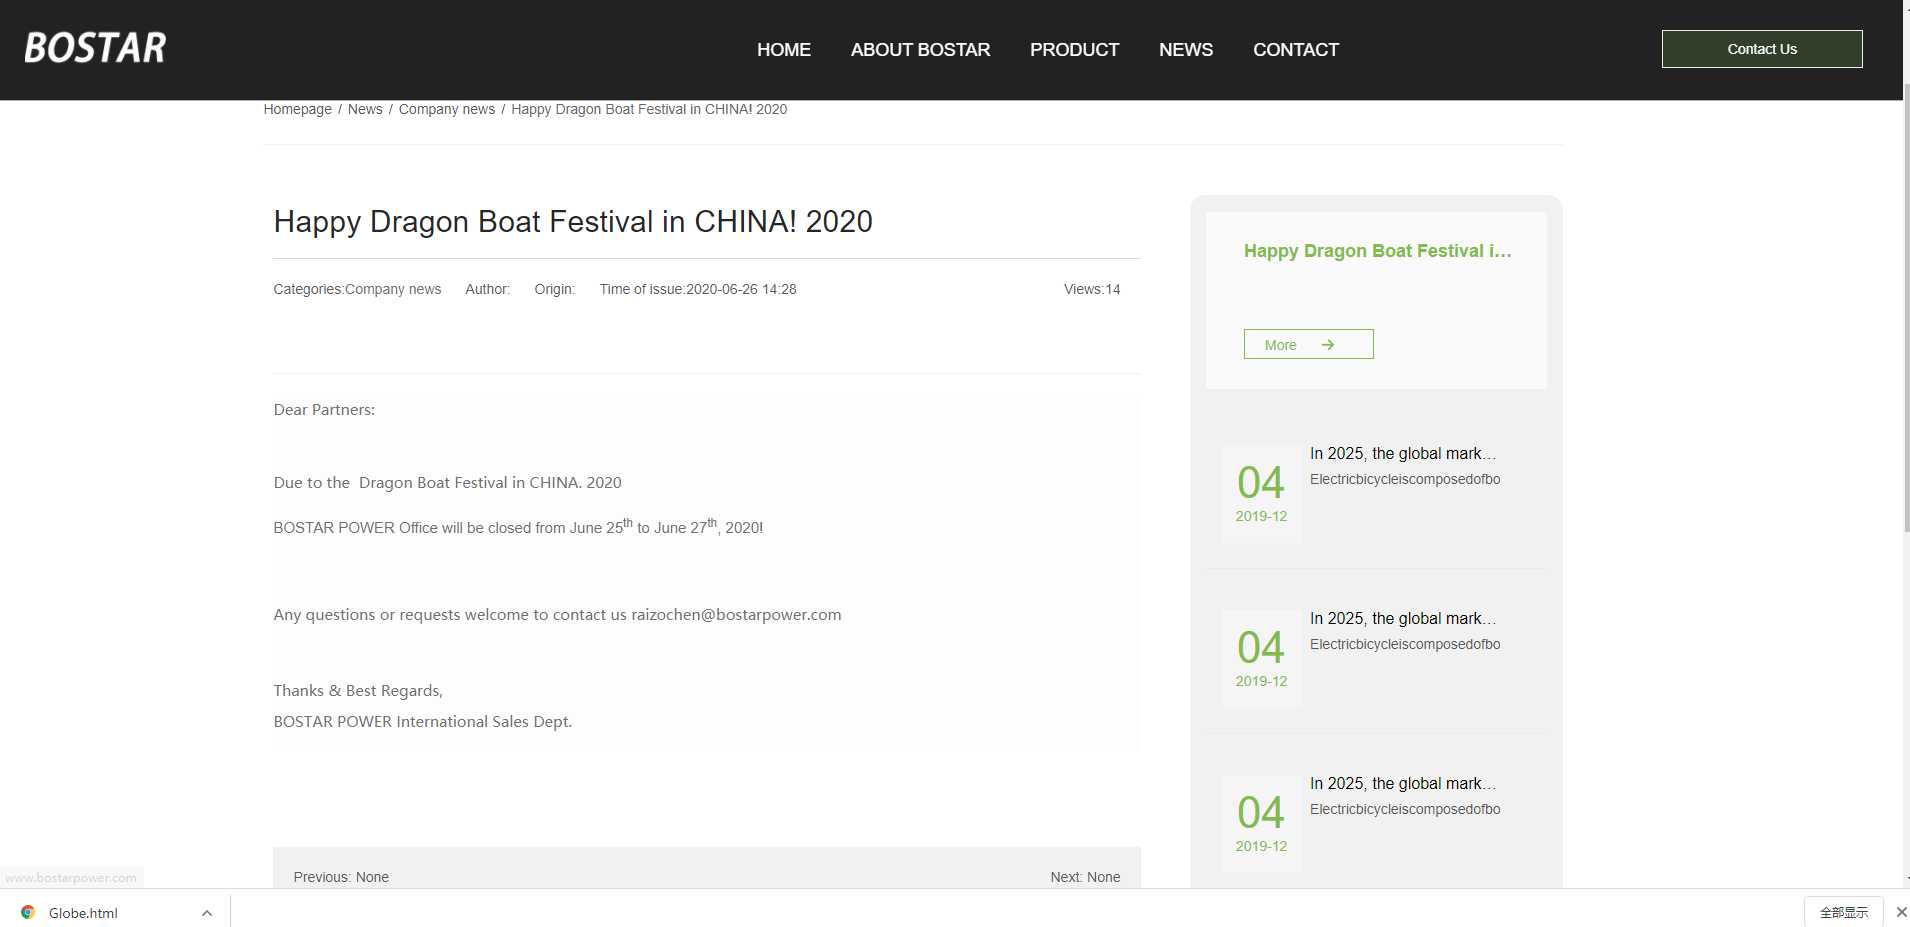 BOSTAR
HOME ABOUT BOSTAR PRODUCT NEWS CONTACT
Contact Us
Homepage / News / Company news / Happy Dragon Boat Festival in CHINA! 2020
Happy Dragon Boat Festival in CHINA! 2020
Categories:Company news Author: Origin: Time of issue:2020-06-26 14:28 Views:14
Dear Partners:
Due to the  Dragon Boat Festival in CHINA. 2020
BOSTAR POWER Office will be closed from June 25th to June 27th, 2020!
Any questions or requests welcome to contact us raizochen@bostarpower.com
Thanks & Best Regards,
BOSTAR POWER International Sales Dept.
Previous: None Next: None
Happy Dragon Boat Festival i...
More
04
2019-12
In 2025, the global mark...
Electricbicycleiscomposedofbo
04
2019-12
In 2025, the global mark...
Electricbicycleiscomposedofbo
04
2019-12
In 2025, the global mark...
Electricbicycleiscomposedofbo
www.bostarpower.com
Globe.html
全部显示